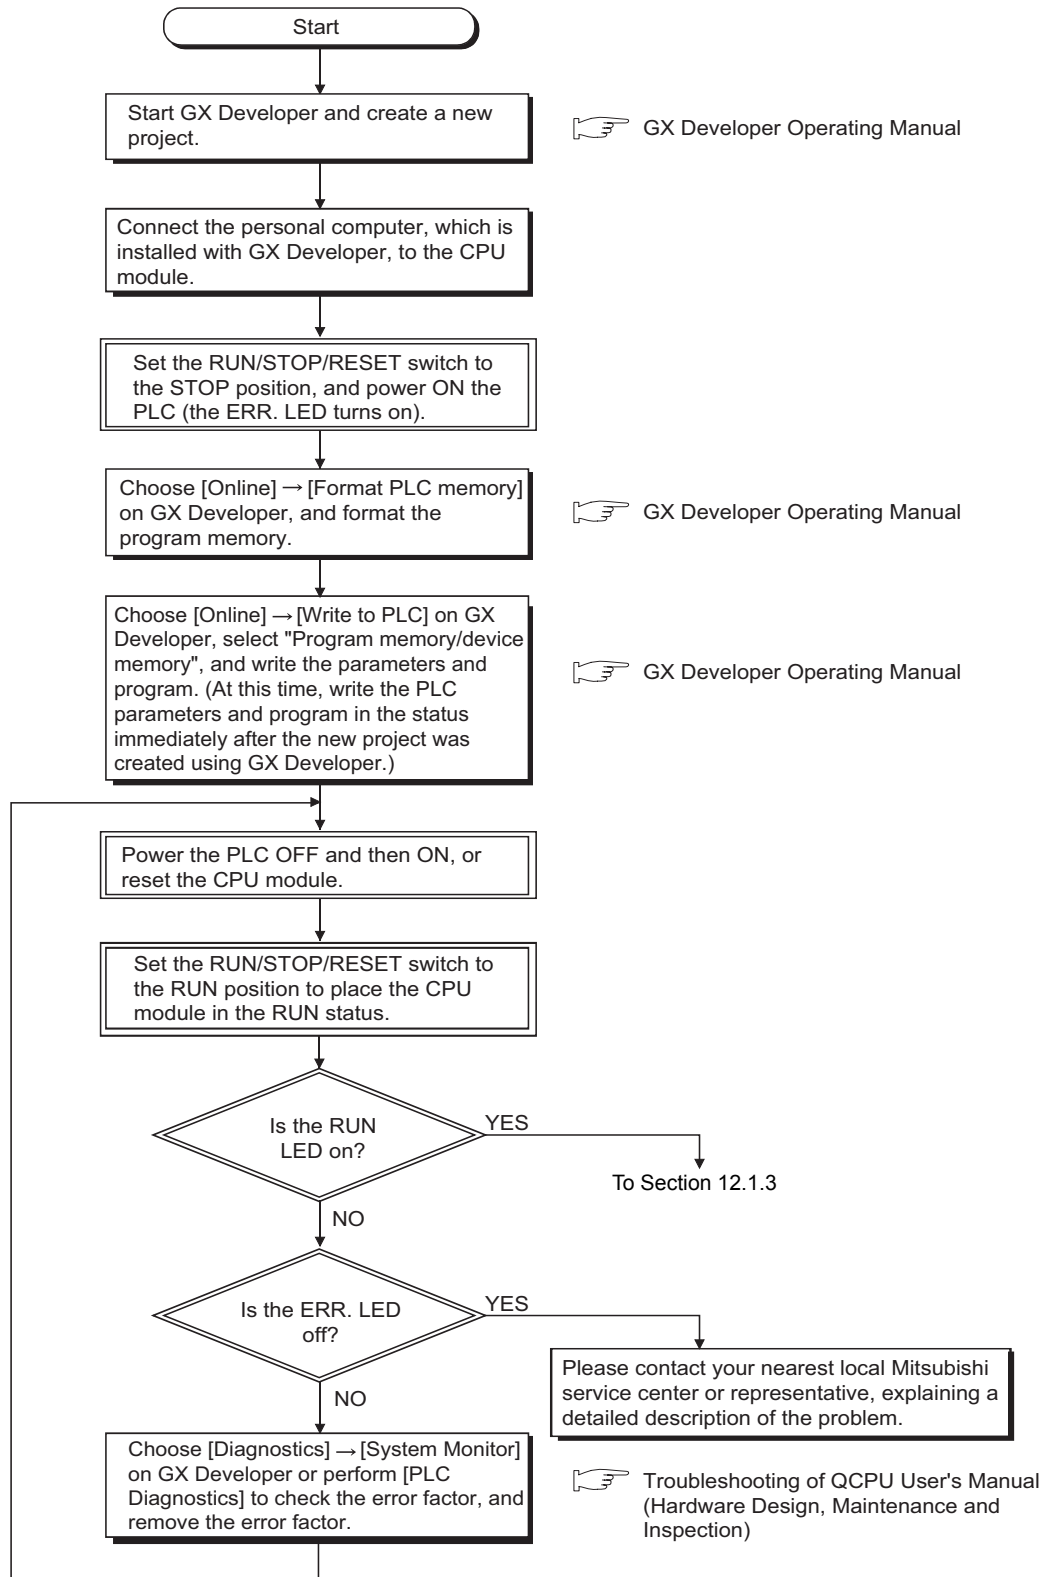 Start
Start GX Developer and create a new
project.
GX Developer Operating Manual
Connect the personal computer, which is
installed with GX Developer, to the CPU
module.
Set the RUN/STOP/RESET switch to
the STOP position, and power ON the
PLC (the ERR. LED turns on).
Choose [Online] → [Format PLC memory]
on GX Developer, and format the
program memory.
GX Developer Operating Manual
Choose [Online] → [Write to PLC] on GX
Developer, select "Program memory/device
memory", and write the parameters and
program. (At this time, write the PLC
parameters and program in the status
immediately after the new project was
created using GX Developer.)
GX Developer Operating Manual
Power the PLC OFF and then ON, or
reset the CPU module.
Set the RUN/STOP/RESET switch to
the RUN position to place the CPU
module in the RUN status.
Is the RUN
LED on?
YES
To Section 12.1.3
NO
Is the ERR. LED
off?
YES
Please contact your nearest local Mitsubishi
service center or representative, explaining a
detailed description of the problem.
NO
Choose [Diagnostics] → [System Monitor]
on GX Developer or perform [PLC
Diagnostics] to check the error factor, and
remove the error factor.
Troubleshooting of QCPU User's Manual
(Hardware Design, Maintenance and
Inspection)